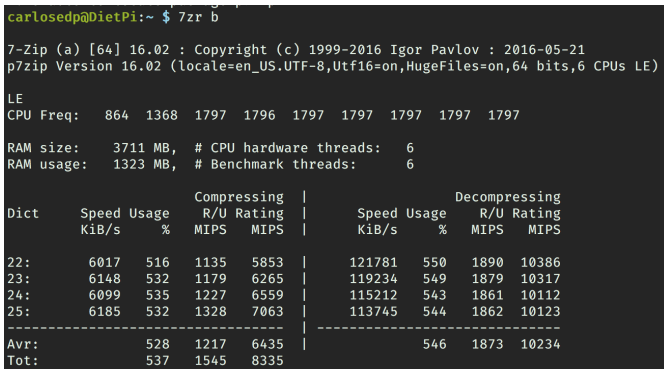 carlosedp@DietPi:~ $ 7zr b
7-Zip (a) [64] 16.02 : Copyright (c) 1999-2016 Igor Pavlov : 2016-05-21
p7zip Version 16.02 (locale=en_US.UTF-8,Utf16=on,HugeFiles=on,64 bits,6 CPUs LE)
LE
CPU Freq:   864  1368  1797  1796  1797  1797  1797  1797  1797
RAM size:    3711 MB,  # CPU hardware threads:   6
RAM usage:   1323 MB,  # Benchmark threads:      6
Compressing  |                  Decompressing
Dict     Speed Usage    R/U Rating  |      Speed Usage    R/U Rating
KiB/s     %   MIPS   MIPS  |      KiB/s     %   MIPS   MIPS
22:       6017   516   1135   5853  |     121781   550   1890  10386
23:       6148   532   1179   6265  |     119234   549   1879  10317
24:       6099   535   1227   6559  |     115212   543   1861  10112
25:       6185   532   1328   7063  |     113745   544   1862  10123
---------------------------------- | ------------------------------
Avr:             528   1217   6435  |              546   1873  10234
Tot:             537   1545   8335